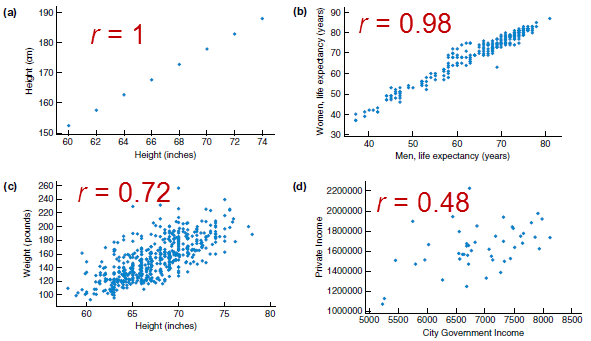 (a)
r = 1
190
180
170
160
150
Height (cm)
60 62 64 66 68 70 72 74
Height (inches)
(b)
r = 0.98
90
80
70
60
50
40
30
Women, life expectancy (years)
40 50 60 70 80
Men, life expectancy (years)
(c)
r = 0.72
260
240
220
200
180
160
140
120
100
Weight (pounds)
60 65 70 75 80
Height (inches)
(d)
r = 0.48
2200000
2000000
1800000
1600000
1400000
1200000
1000000
Private Income
5000 5500 6000 6500 7000 7500 8000 8500
City Government Income